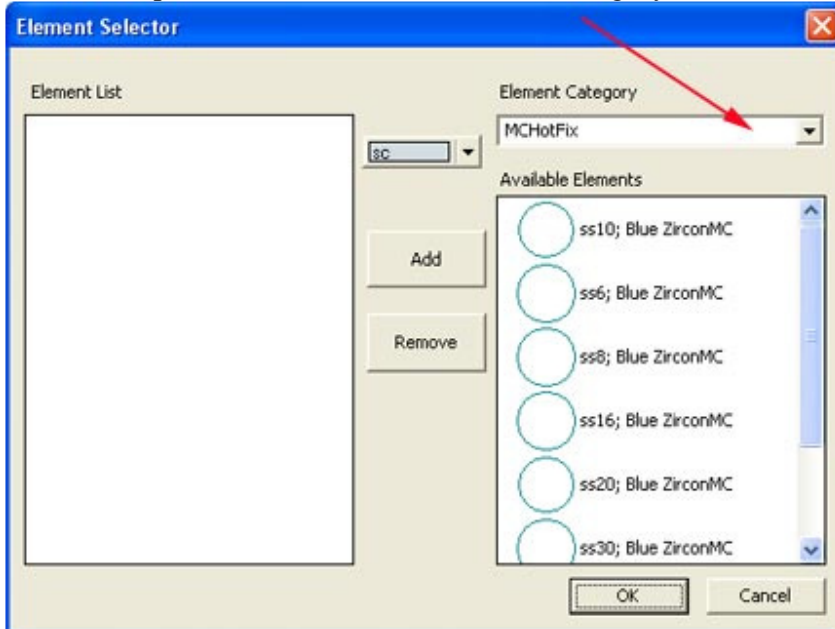 Element Selector
Element List
Element Category
MCHotFix
sc
Available Elements
ss10; Blue ZirconMC
Add
ss6; Blue ZirconMC
Remove
ss8; Blue ZirconMC
ss16; Blue ZirconMC
ss20; Blue ZirconMC
ss30; Blue ZirconMC
OK
Cancel